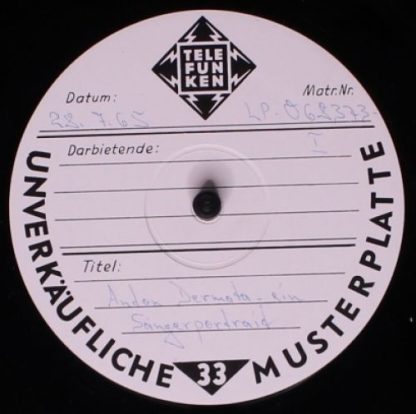 TELE
FUN
KEN
Datum:
Matr. Nr.
28. 7. 65
LP-062373-
I
Darbietende:
Titel:
Anton Dermota - ein
Sängerportrait
UNVERKÄUFLICHE 33 MUSTERPLATTE